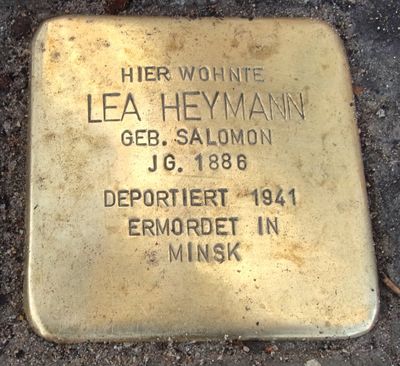 HIER WOHNTE
LEA HEYMANN
GEB. SALOMON
JG. 1886
DEPORTIERT 1941
ERMORDET IN
MINSK